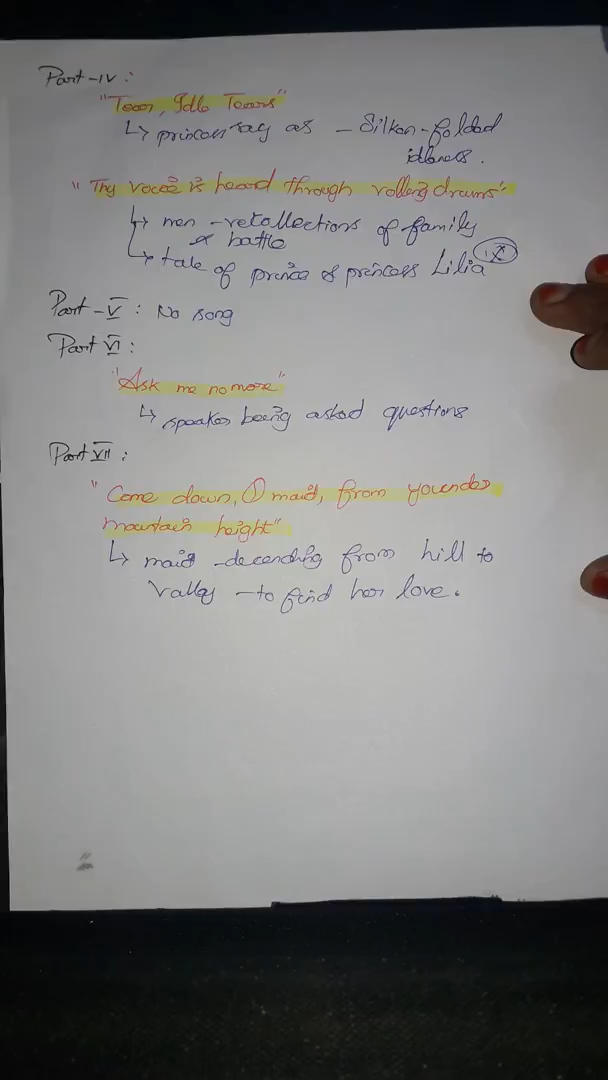 Part-IV :
"Tears, Idle Tears"
↳ princess say as - Silken-folded
idleness.
"Thy voice is heard through rolling drums"
↳ men - recollections of family
& battle
↳ tale of prince & princess Lilia
Part-V : No song
Part VI :
"Ask me no more"
↳ speaker being asked questions
Part VII :
"Come down, O maid, from younder
mountain height"
↳ maid - decending from hill to
valley - to find her love.